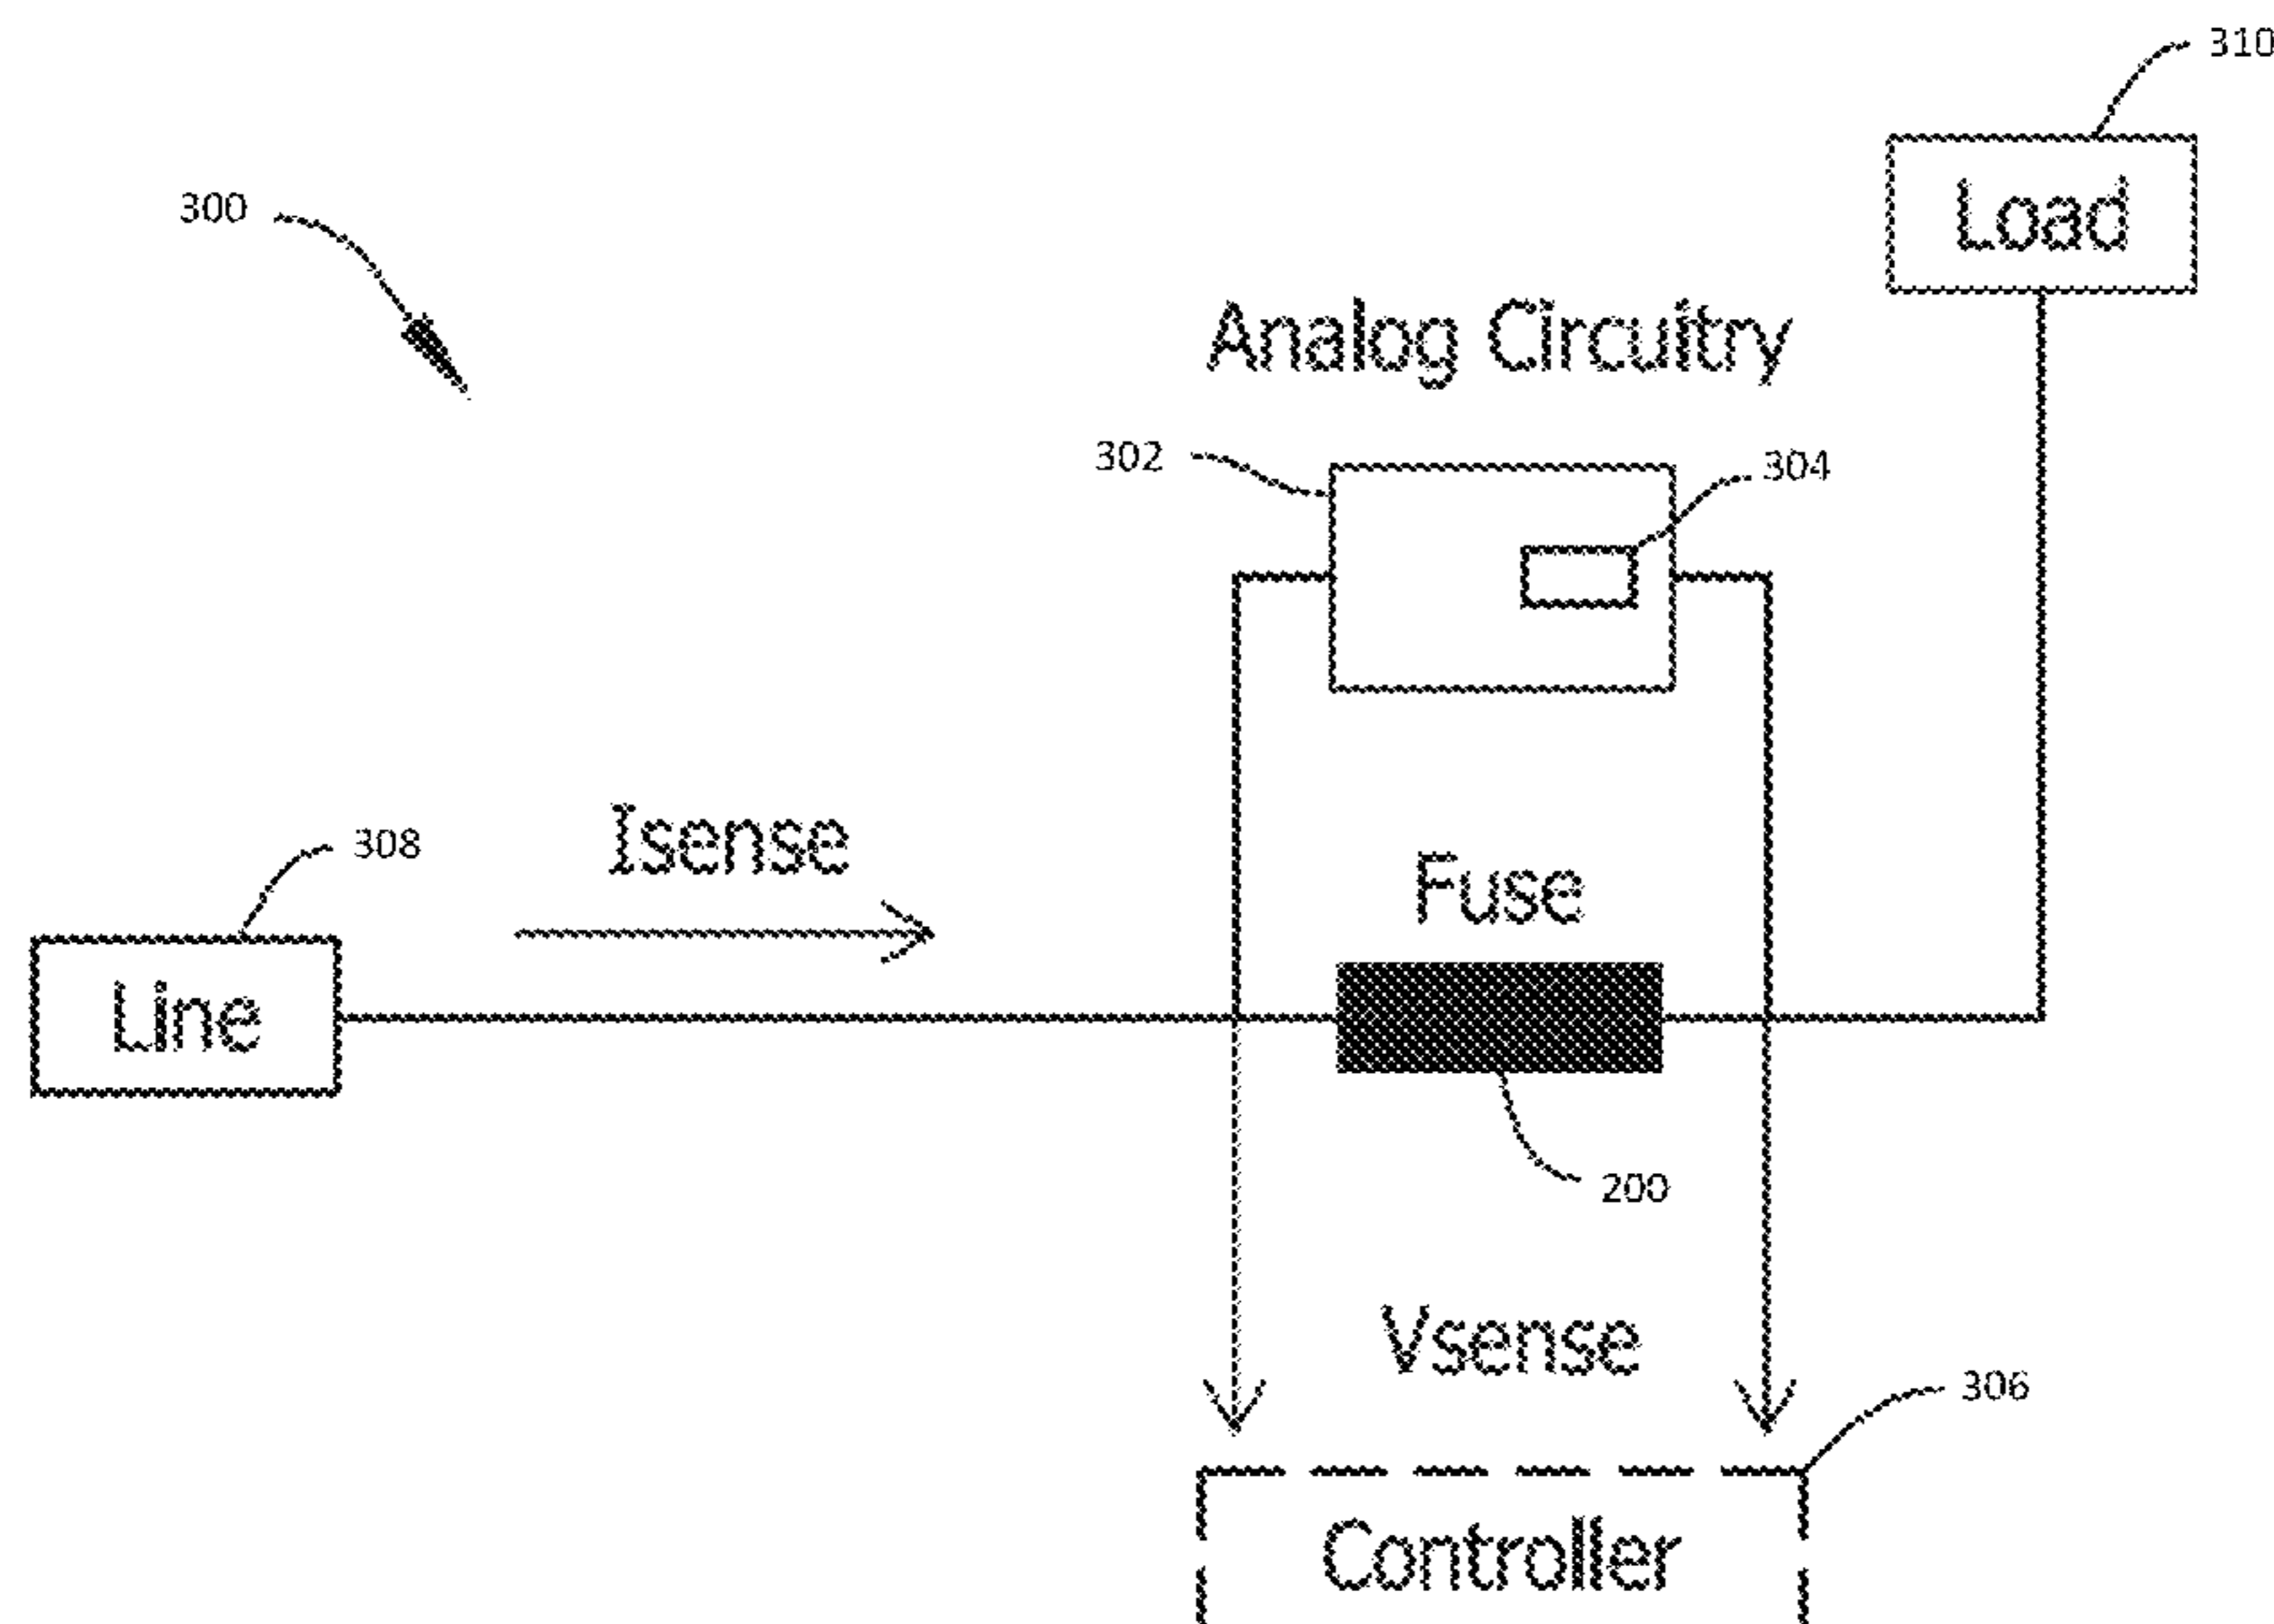 310
Load
300
Analog Circuitry
302
304
308
Isense
Fuse
Line
200
Vsense
306
Controller